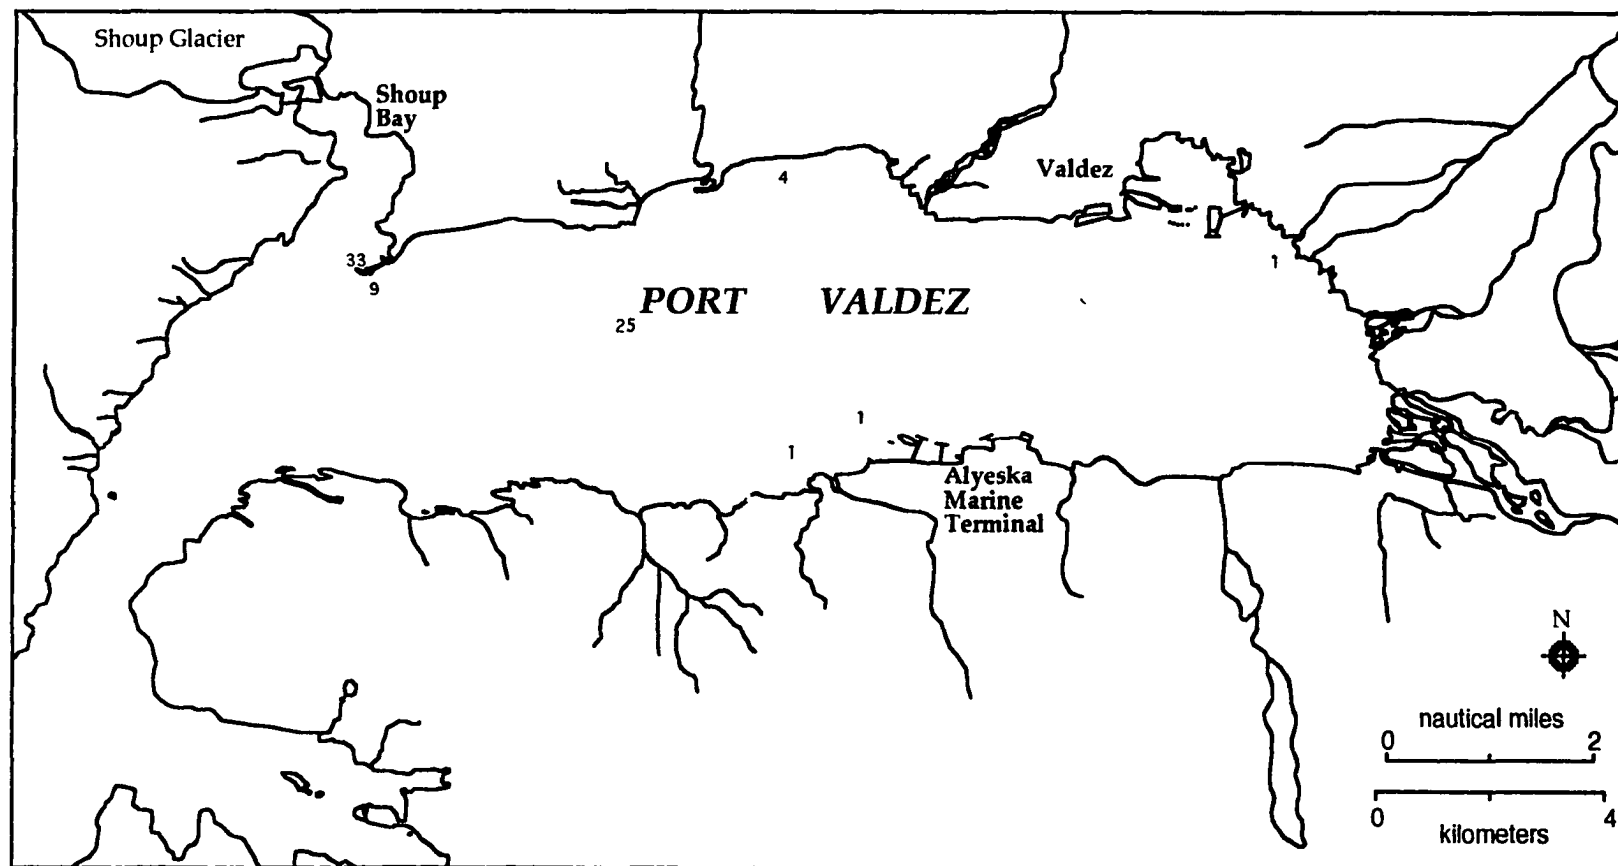 Shoup Glacier
Shoup
Bay
4
Valdez
33
9
1
PORT VALDEZ
25
1
1
Alyeska
Marine
Terminal
N
nautical miles
0 2
0 4
kilometers